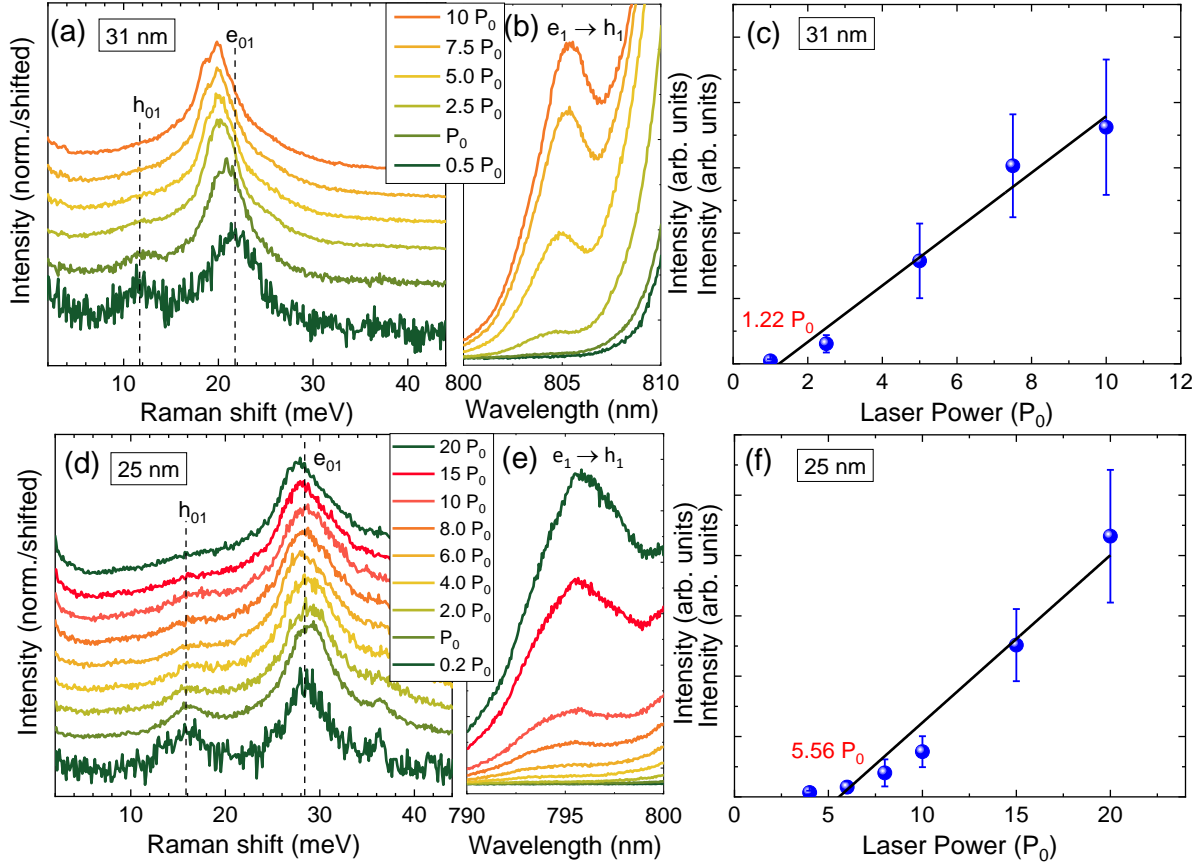 (a)
31 nm
h01
e01
10 P0
7.5 P0
5.0 P0
2.5 P0
P0
0.5 P0
10 20 30 40
Raman shift (meV)
Intensity (norm./shifted)
(b)
e1 → h1
800 805 810
Wavelength (nm)
Intensity (arb. units)
(c)
31 nm
1.22 P0
0 2 4 6 8 10 12
Laser Power (P0)
Intensity (arb. units)
(d)
25 nm
h01
e01
20 P0
15 P0
10 P0
8.0 P0
6.0 P0
4.0 P0
2.0 P0
P0
0.2 P0
10 20 30 40
Raman shift (meV)
Intensity (norm./shifted)
(e)
e1 → h1
790 795 800
Wavelength (nm)
Intensity (arb. units)
(f)
25 nm
5.56 P0
0 5 10 15 20
Laser Power (P0)
Intensity (arb. units)